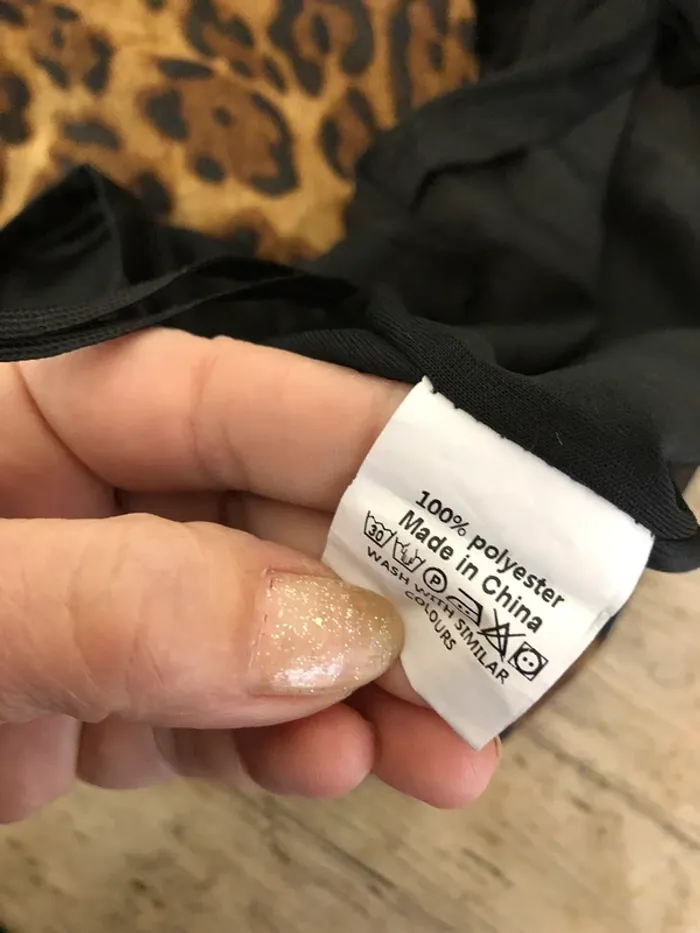 100% polyester
Made in China
30 P
WASH WITH SIMILAR
COLOURS